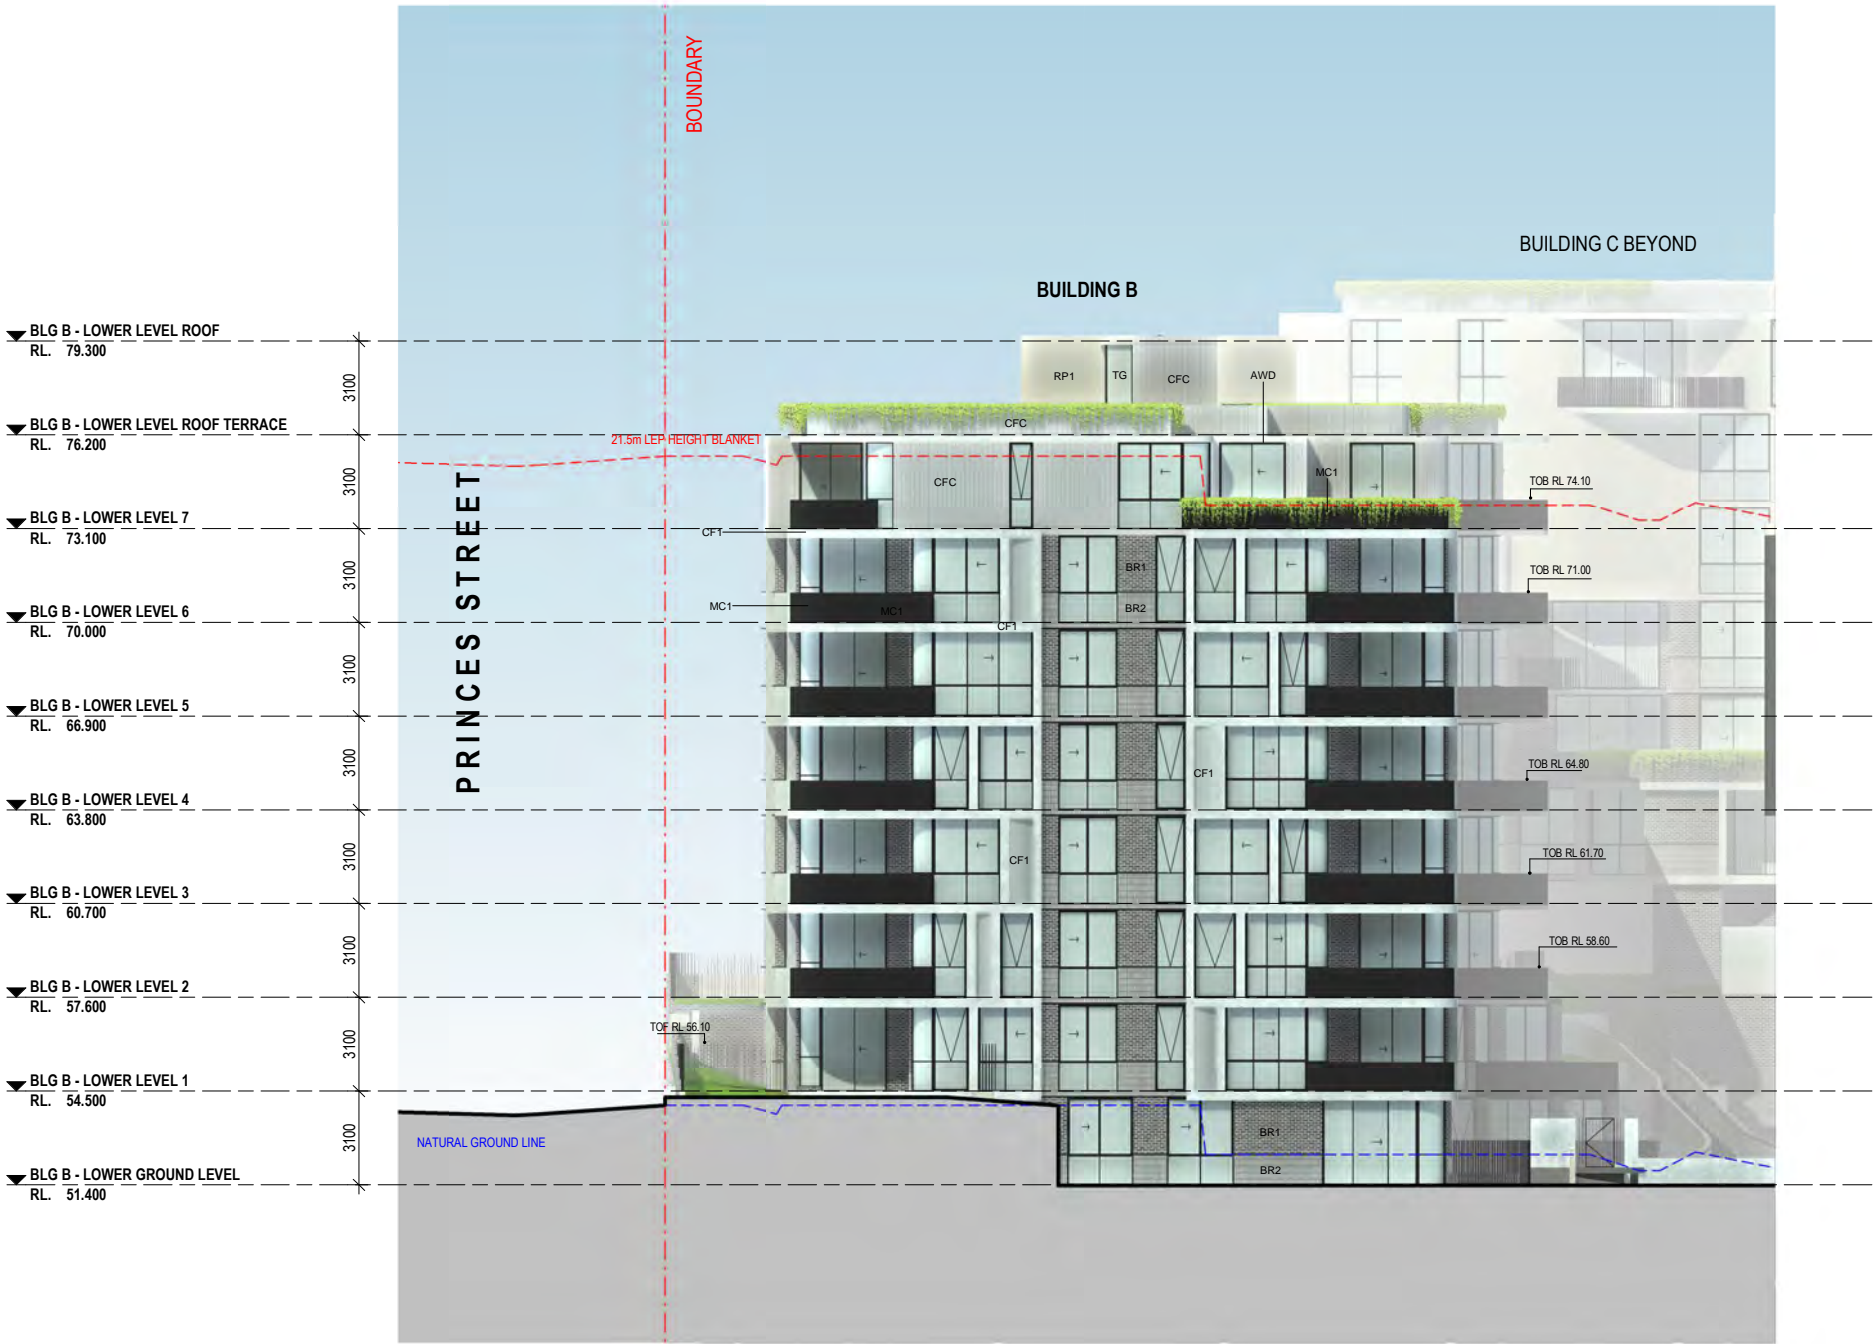 BOUNDARY
BUILDING C BEYOND
BUILDING B
BLG B - LOWER LEVEL ROOF
RL. 79.300
3100
RP1
TG
CFC
AWD
BLG B - LOWER LEVEL ROOF TERRACE
RL. 76.200
CFC
21.5m LEP HEIGHT BLANKET
3100
CFC
MC1
TOB RL 74.10
PRINCES STREET
BLG B - LOWER LEVEL 7
RL. 73.100
CF1
3100
BR1
TOB RL 71.00
BLG B - LOWER LEVEL 6
RL. 70.000
MC1
MC1
BR2
CF1
3100
BLG B - LOWER LEVEL 5
RL. 66.900
3100
CF1
TOB RL 64.80
BLG B - LOWER LEVEL 4
RL. 63.800
3100
CF1
TOB RL 61.70
BLG B - LOWER LEVEL 3
RL. 60.700
3100
TOB RL 58.60
BLG B - LOWER LEVEL 2
RL. 57.600
3100
TOF RL 56.10
BLG B - LOWER LEVEL 1
RL. 54.500
3100
NATURAL GROUND LINE
BR1
BR2
BLG B - LOWER GROUND LEVEL
RL. 51.400